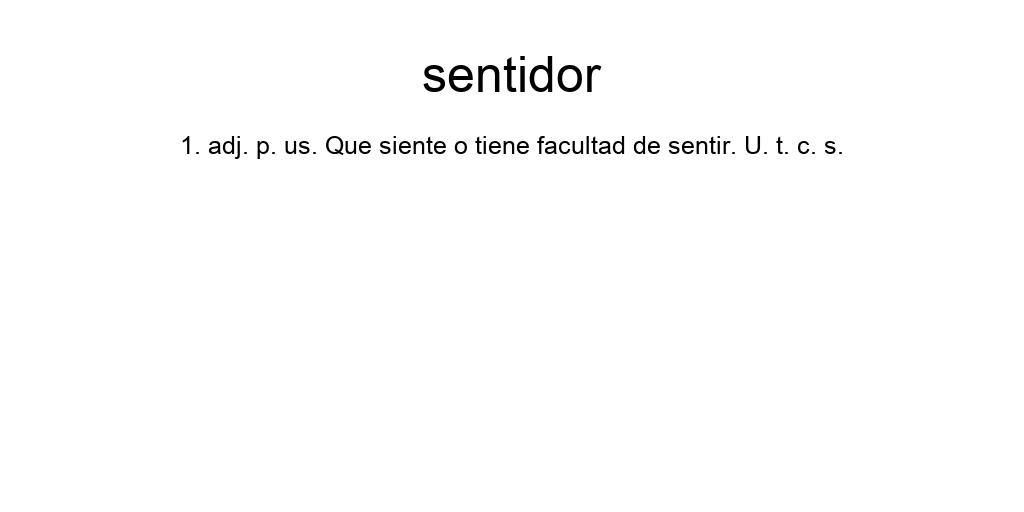 sentidor
1. adj. p. us. Que siente o tiene facultad de sentir. U. t. c. s.